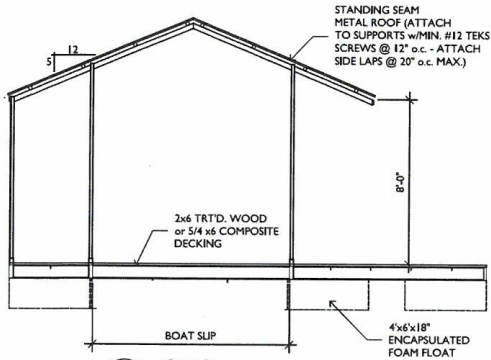 STANDING SEAM
METAL ROOF (ATTACH
TO SUPPORTS w/MIN. #12 TEKS
SCREWS @ 12" o.c. - ATTACH
SIDE LAPS @ 20" o.c. MAX.)
12
5
8'-0"
2x6 TRT'D. WOOD
or 5/4 x6 COMPOSITE
DECKING
BOAT SLIP
4'x6'x18"
ENCAPSULATED
FOAM FLOAT